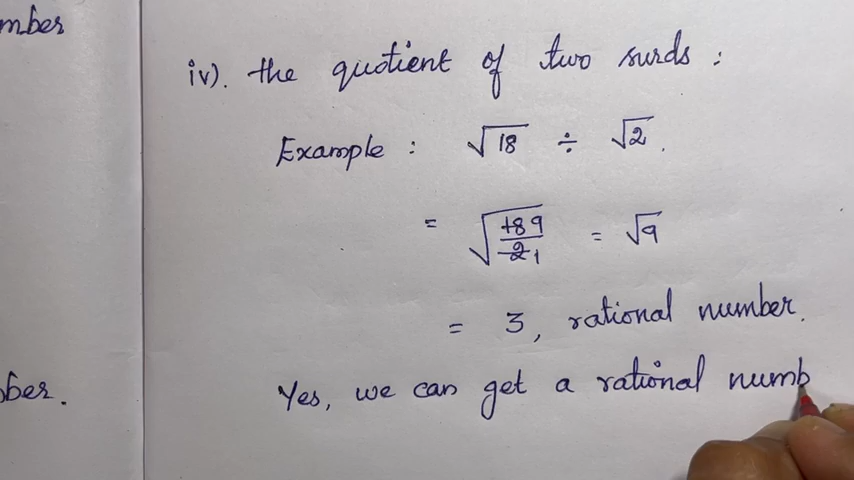 mber
iv). the quotient of two surds :
Example : √18 ÷ √2.
= √(18 9/2 1) = √9
= 3, rational number.
ber.
Yes, we can get a rational numb